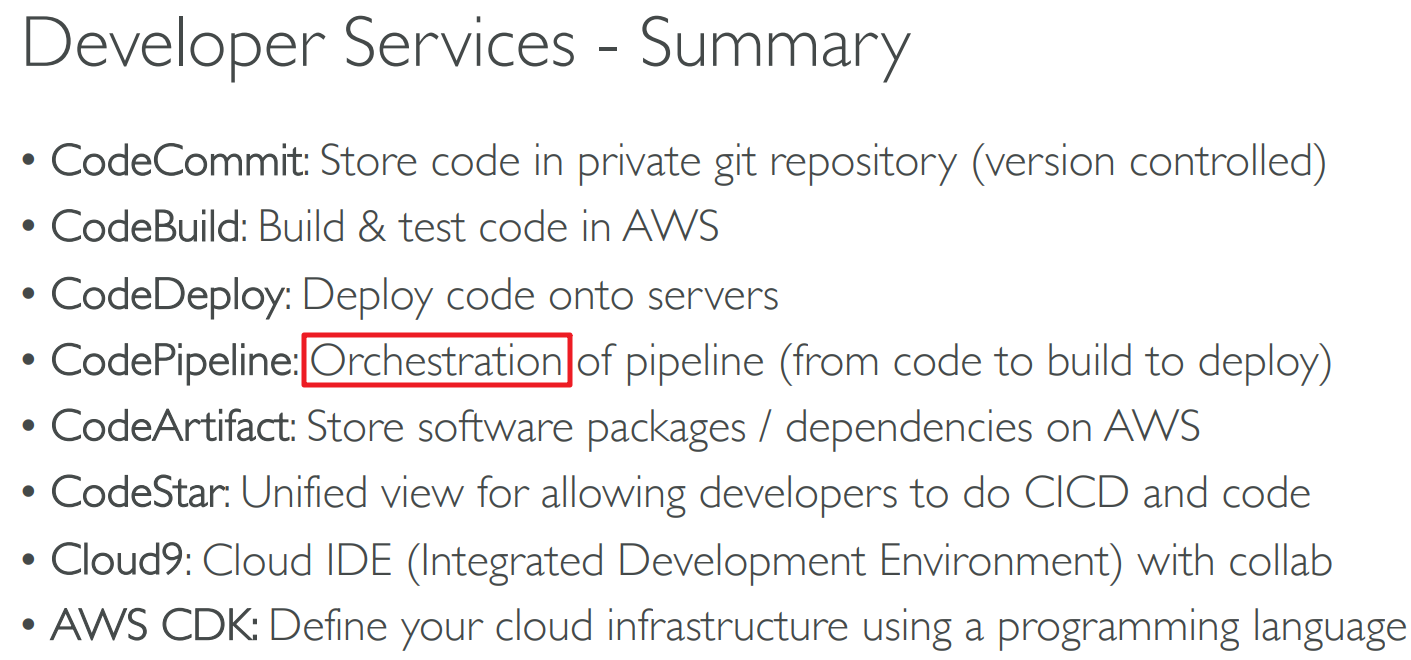 Developer Services - Summary
• CodeCommit: Store code in private git repository (version controlled)
• CodeBuild: Build & test code in AWS
• CodeDeploy: Deploy code onto servers
• CodePipeline: Orchestration of pipeline (from code to build to deploy)
• CodeArtifact: Store software packages / dependencies on AWS
• CodeStar: Unified view for allowing developers to do CICD and code
• Cloud9: Cloud IDE (Integrated Development Environment) with collab
• AWS CDK: Define your cloud infrastructure using a programming language